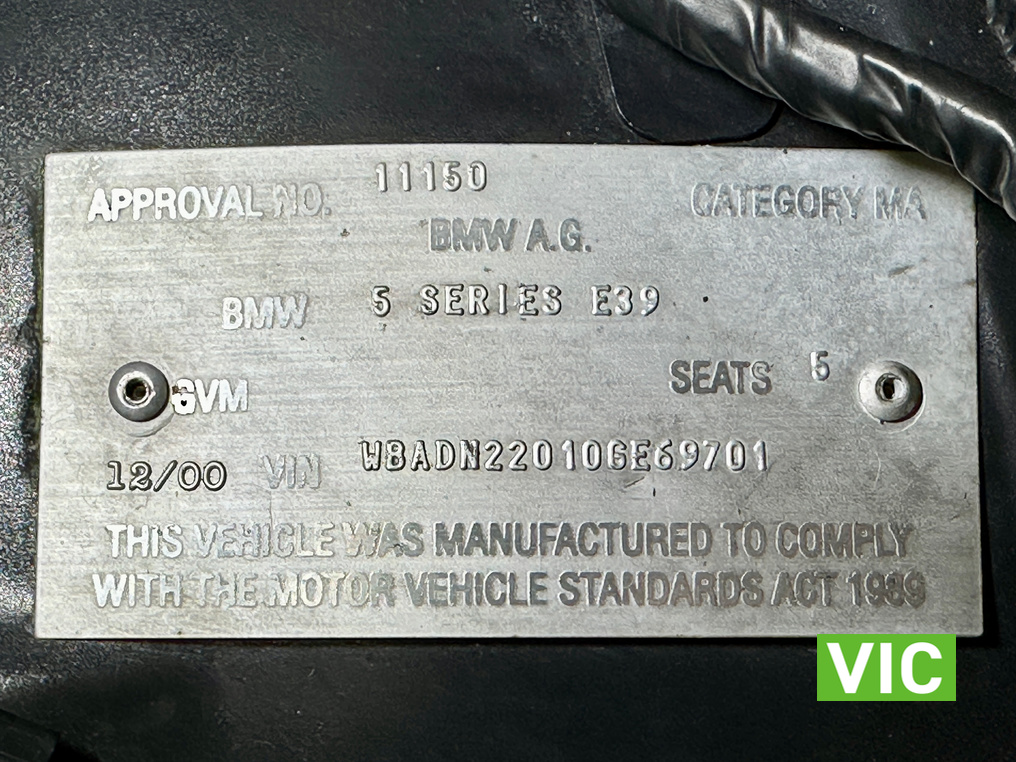 APPROVAL NO. 11150 CATEGORY MA
BMW A.G.
BMW 5 SERIES E39
GVM SEATS 5
12/00 VIN WBADN22010GE69701
THIS VEHICLE WAS MANUFACTURED TO COMPLY
WITH THE MOTOR VEHICLE STANDARDS ACT 1989
VIC